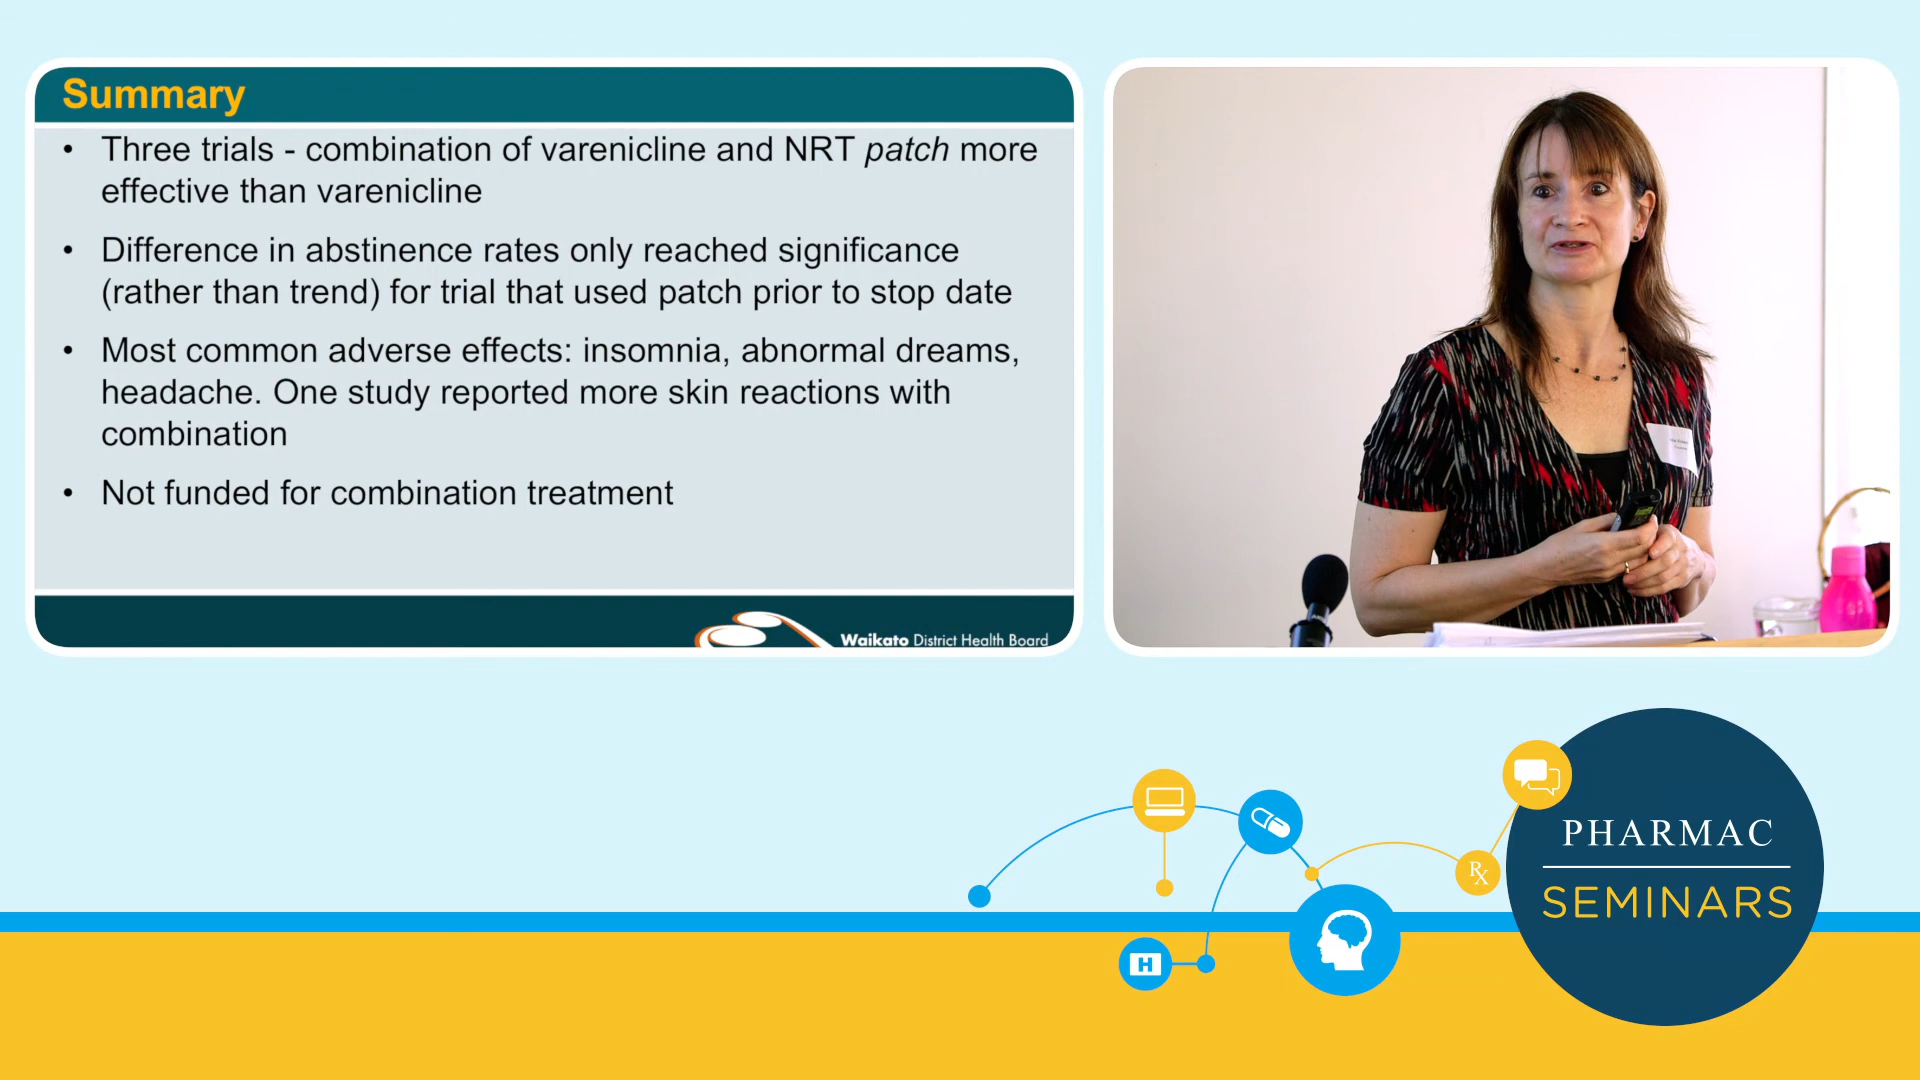 Summary
• Three trials - combination of varenicline and NRT patch more
effective than varenicline
• Difference in abstinence rates only reached significance
(rather than trend) for trial that used patch prior to stop date
• Most common adverse effects: insomnia, abnormal dreams,
headache. One study reported more skin reactions with
combination
• Not funded for combination treatment
Waikato District Health Board
Rx
PHARMAC
SEMINARS
H